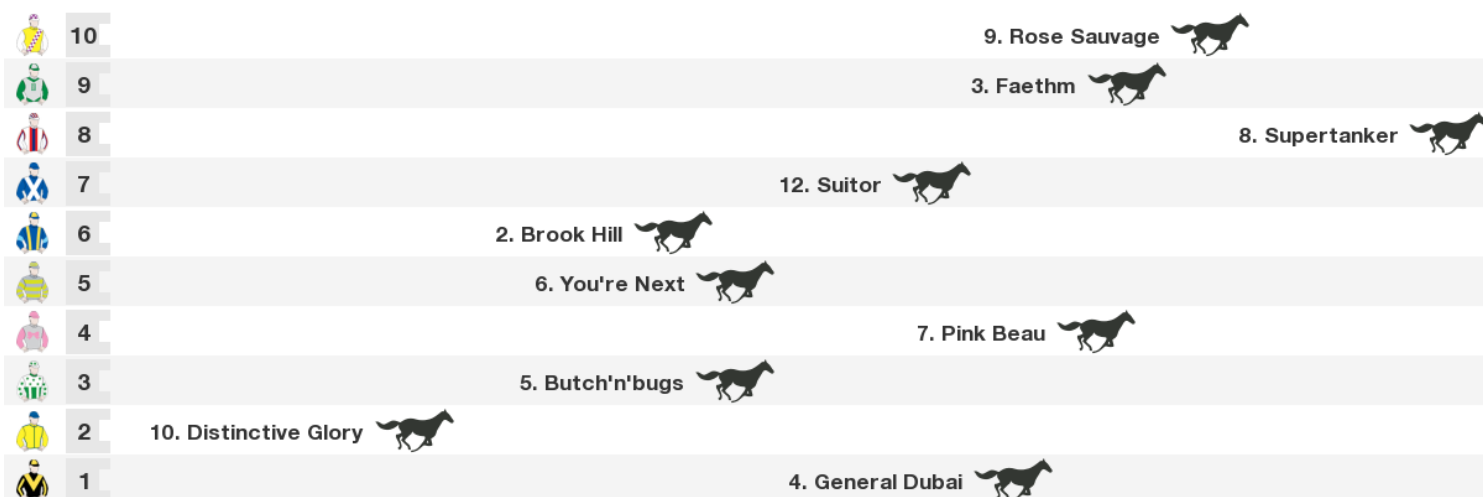 10 9. Rose Sauvage
9 3. Faethm
8 8. Supertanker
7 12. Suitor
6 2. Brook Hill
5 6. You're Next
4 7. Pink Beau
3 5. Butch'n'bugs
2 10. Distinctive Glory
1 4. General Dubai